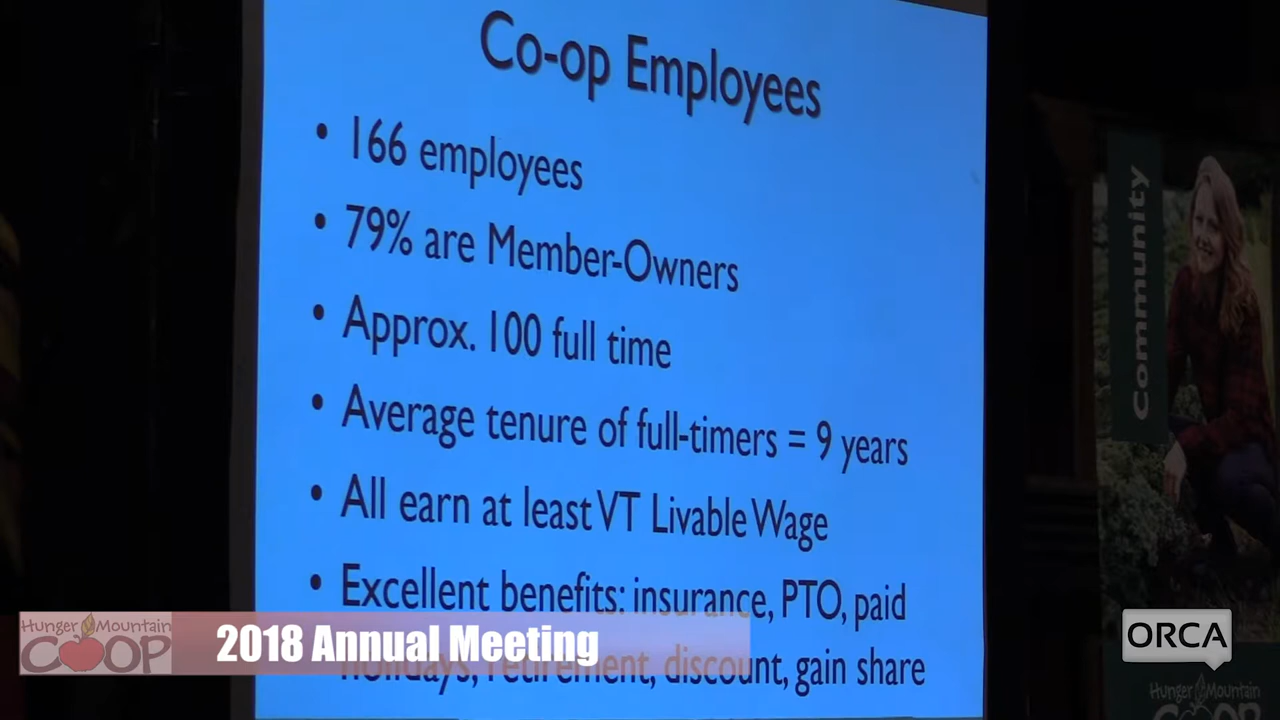 Co-op Employees
• 166 employees
• 79% are Member-Owners
• Approx. 100 full time
• Average tenure of full-timers = 9 years
• All earn at least VT Livable Wage
• Excellent benefits: insurance, PTO, paid
holidays, retirement, discount, gain share
Community
Hunger Mountain
COOP
2018 Annual Meeting
ORCA
Hunger Mountain
COOP